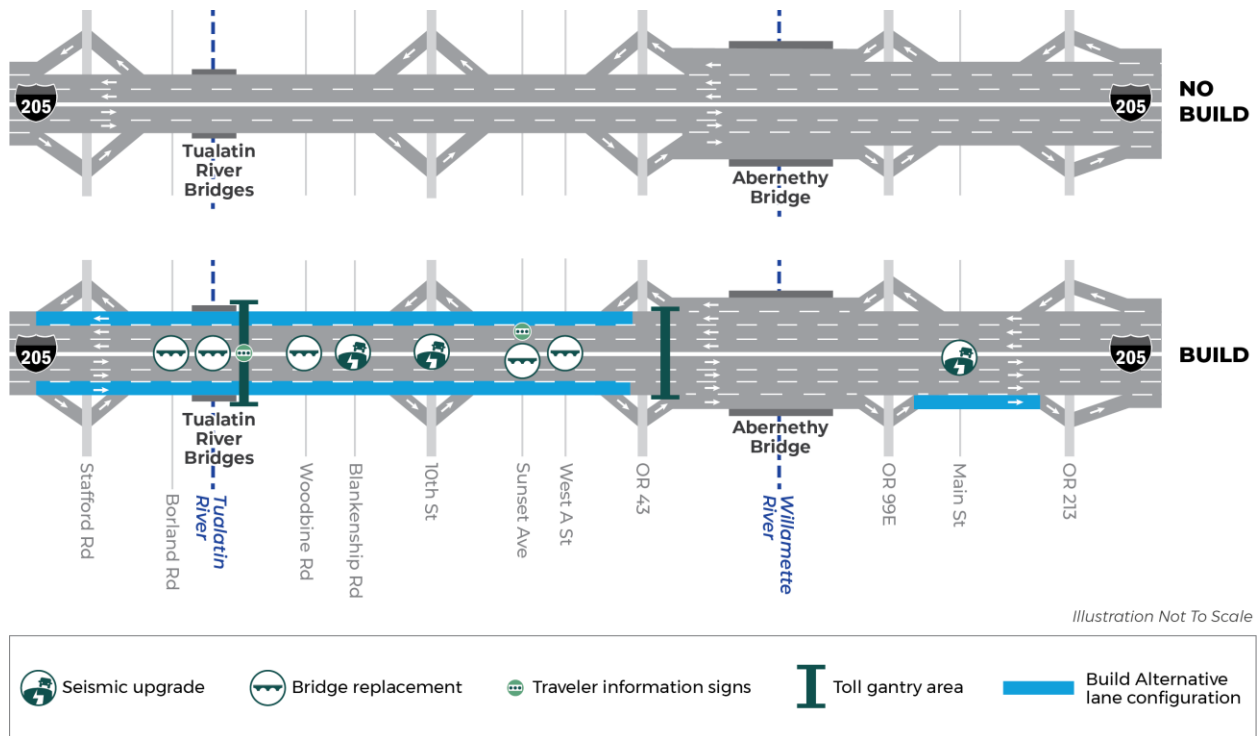 205
205
NO
BUILD
Tualatin
River
Bridges
Abernethy
Bridge
205
205
BUILD
Tualatin
River
Bridges
Abernethy
Bridge
Stafford Rd
Borland Rd
Tualatin
River
Woodbine Rd
Blankenship Rd
10th St
Sunset Ave
West A St
OR 43
Willamette
River
OR 99E
Main St
OR 213
Illustration Not To Scale
Seismic upgrade
Bridge replacement
Traveler information signs
Toll gantry area
Build Alternative
lane configuration